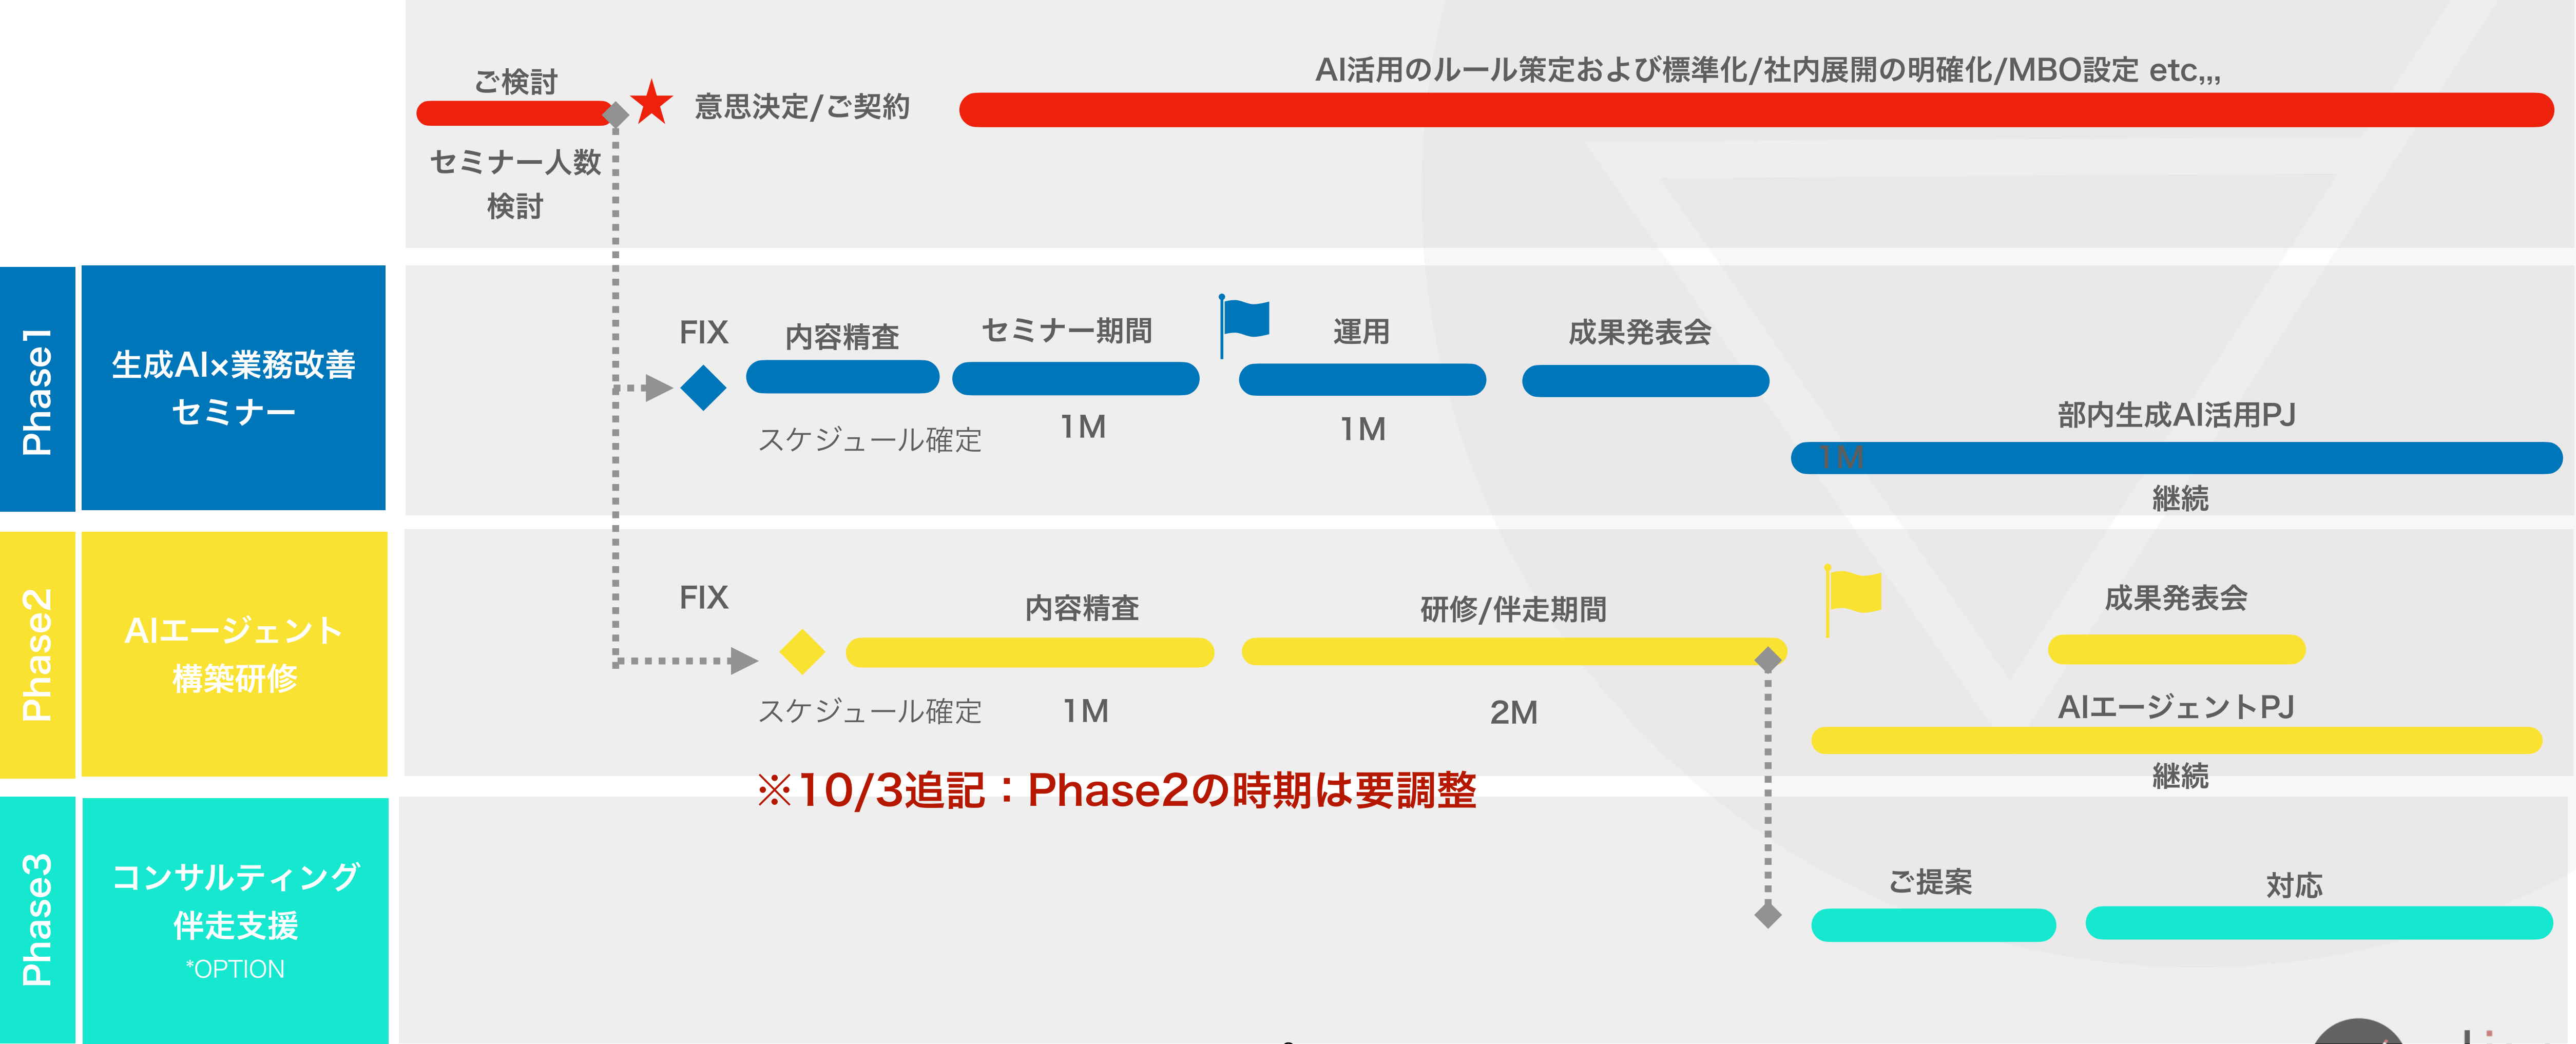 ご検討
意思決定/ご契約
AI活用のルール策定および標準化/社内展開の明確化/MBO設定 etc,,,
セミナー人数
検討
Phase1
生成AI×業務改善
セミナー
FIX
内容精査
セミナー期間
運用
成果発表会
スケジュール確定
1M
1M
部内生成AI活用PJ
1M
継続
Phase2
AIエージェント
構築研修
FIX
内容精査
研修/伴走期間
成果発表会
スケジュール確定
1M
2M
AIエージェントPJ
継続
※10/3追記：Phase2の時期は要調整
Phase3
コンサルティング
伴走支援
*OPTION
ご提案
対応